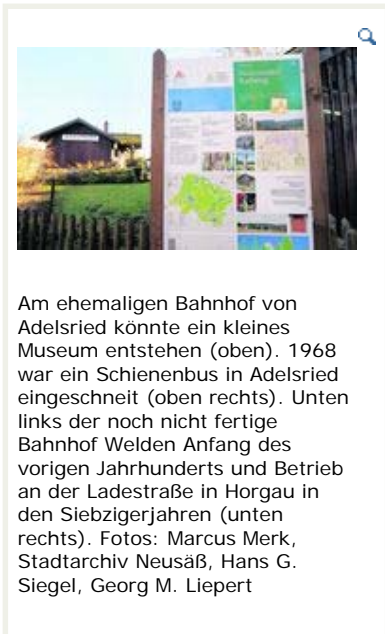 Am ehemaligen Bahnhof von
Adelsried könnte ein kleines
Museum entstehen (oben). 1968
war ein Schienenbus in Adelsried
eingeschneit (oben rechts). Unten
links der noch nicht fertige
Bahnhof Welden Anfang des
vorigen Jahrhunderts und Betrieb
an der Ladestraße in Horgau in
den Siebzigerjahren (unten
rechts). Fotos: Marcus Merk,
Stadtarchiv Neusäß, Hans G.
Siegel, Georg M. Liepert